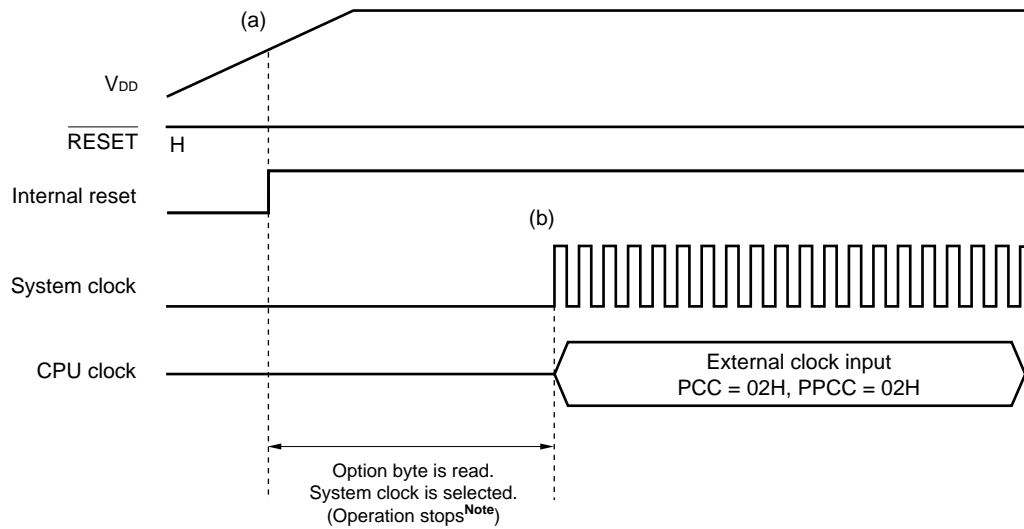 (a)
VDD
RESET
H
Internal reset
(b)
System clock
CPU clock
External clock input
PCC = 02H, PPCC = 02H
Option byte is read.
System clock is selected.
(Operation stopsNote)